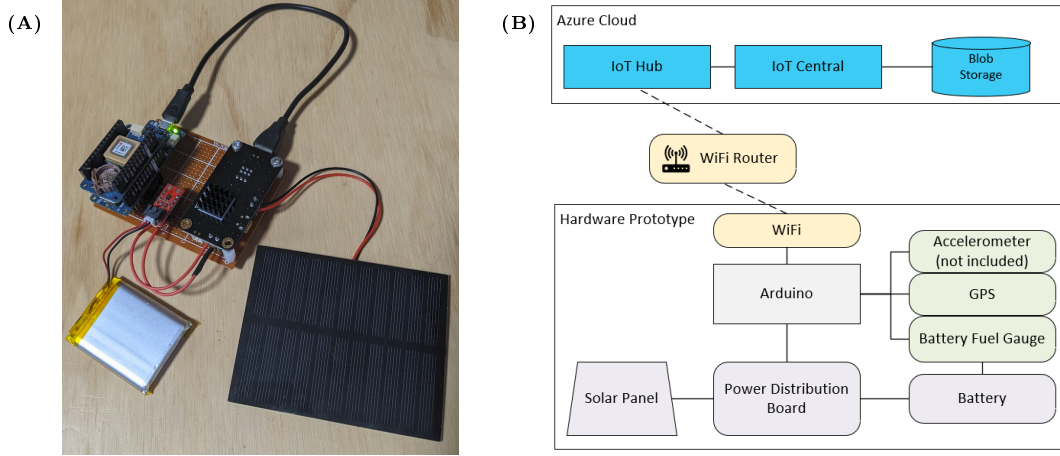 (A)
(B)
Azure Cloud
IoT Hub
IoT Central
Blob
Storage
WiFi Router
Hardware Prototype
WiFi
Accelerometer
(not included)
Arduino
GPS
Battery Fuel Gauge
Solar Panel
Power Distribution
Board
Battery